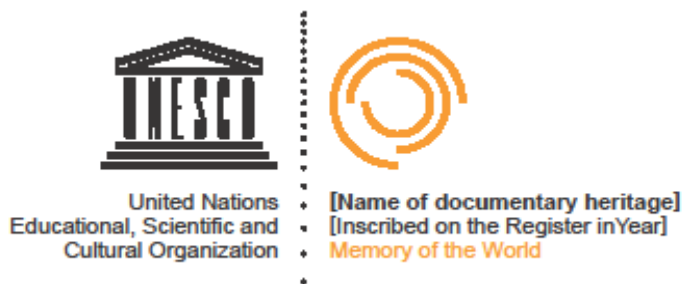 UNESCO
United Nations
Educational, Scientific and
Cultural Organization
[Name of documentary heritage]
[Inscribed on the Register inYear]
Memory of the World